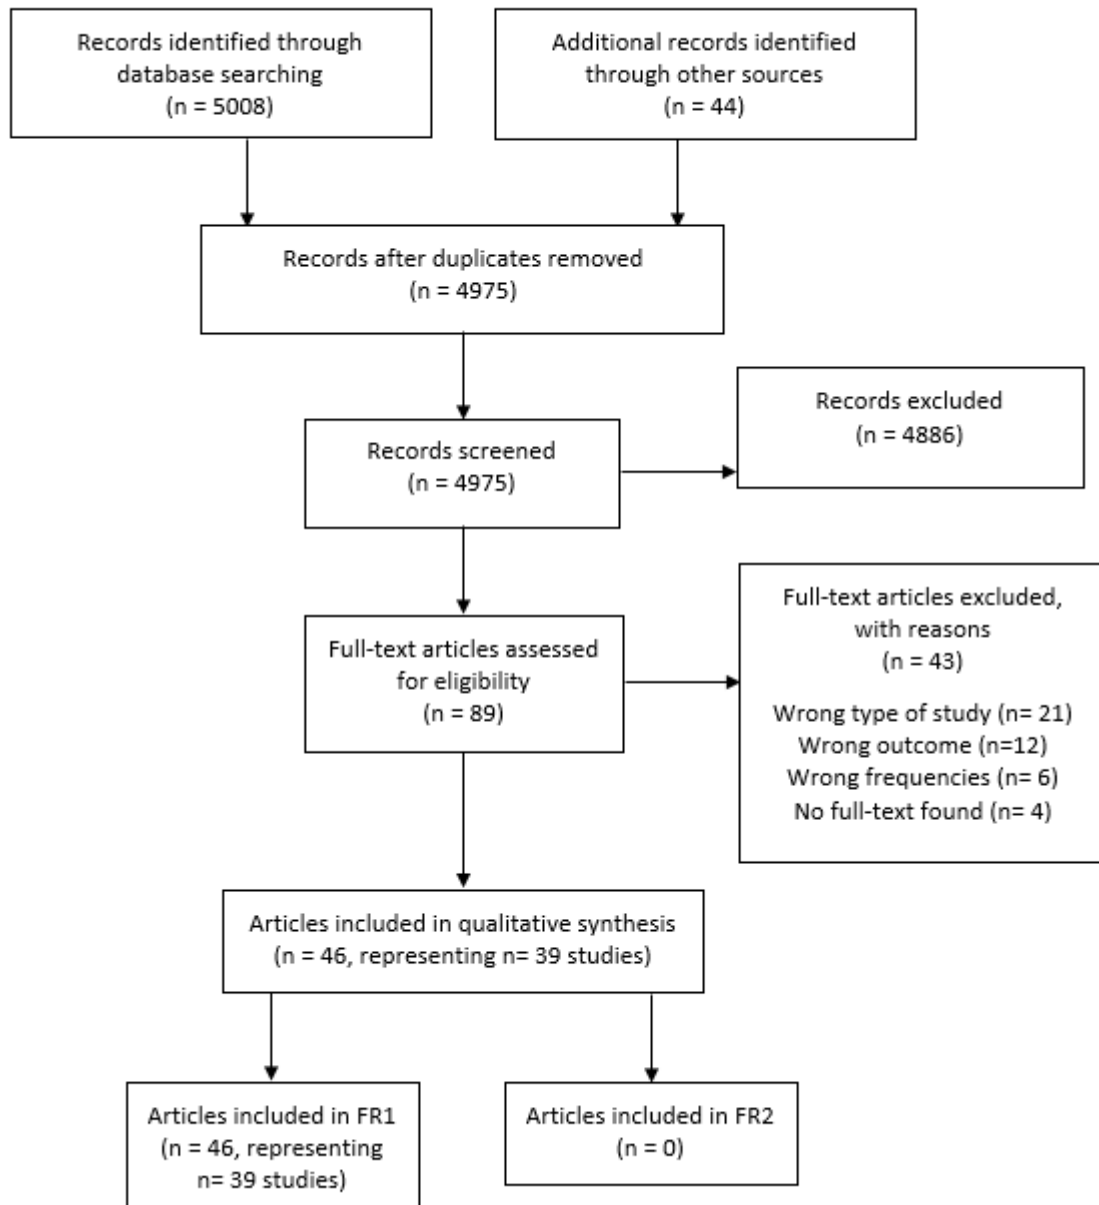 Records identified through
database searching
(n = 5008)
Additional records identified
through other sources
(n = 44)
Records after duplicates removed
(n = 4975)
Records screened
(n = 4975)
Records excluded
(n = 4886)
Full-text articles assessed
for eligibility
(n = 89)
Full-text articles excluded,
with reasons
(n = 43)
Wrong type of study (n= 21)
Wrong outcome (n=12)
Wrong frequencies (n= 6)
No full-text found (n= 4)
Articles included in qualitative synthesis
(n = 46, representing n= 39 studies)
Articles included in FR1
(n = 46, representing
n= 39 studies)
Articles included in FR2
(n = 0)